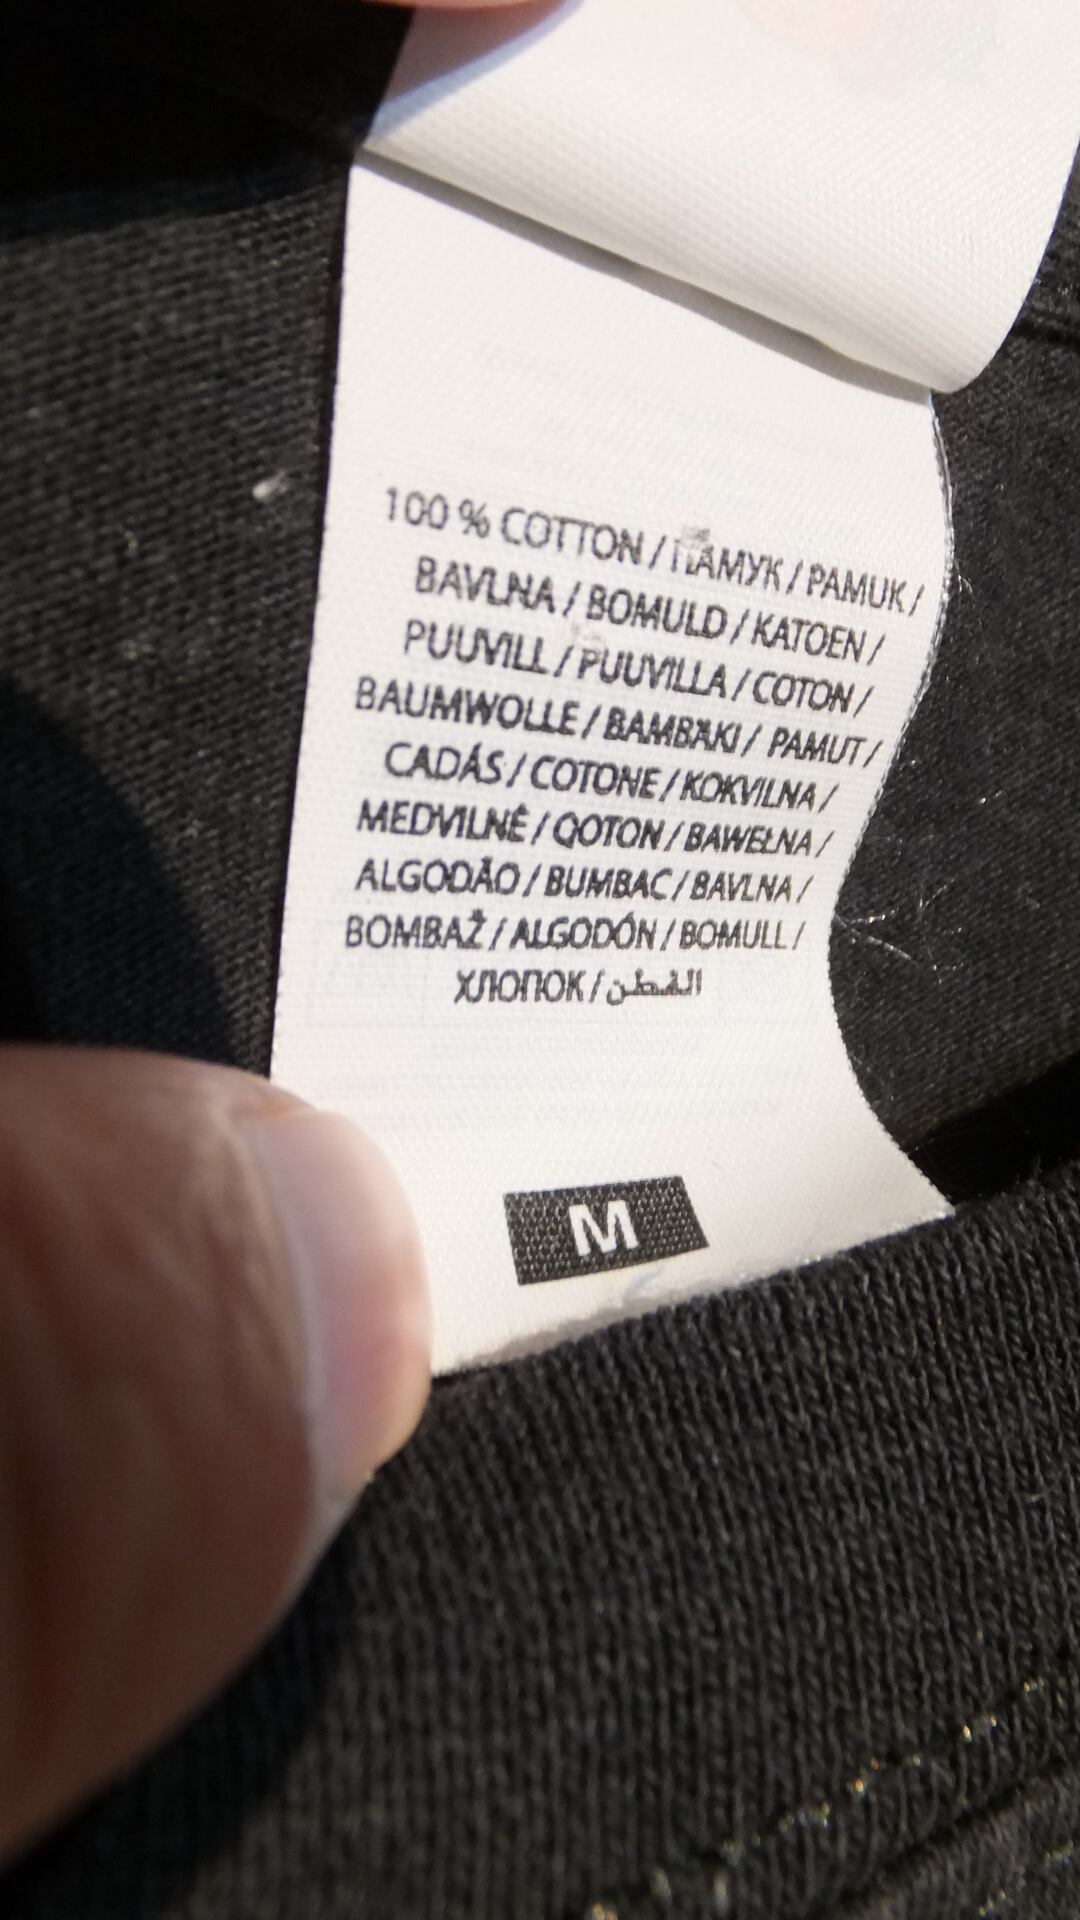 100 % COTTON / ПАМУК / PAMUK /
BAVLNA / BOMULD / KATOEN /
PUUVILL / PUUVILLA / COTON /
BAUMWOLLE / BAMBÄKI / PAMUT /
CADÁS / COTONE / KOKVILNA /
MEDVILNĖ / QOTON / BAWEŁNA /
ALGODÃO / BUMBAC / BAVLNA /
BOMBAŽ / ALGODÓN / BOMULL /
ХЛОПОК / القطن
M